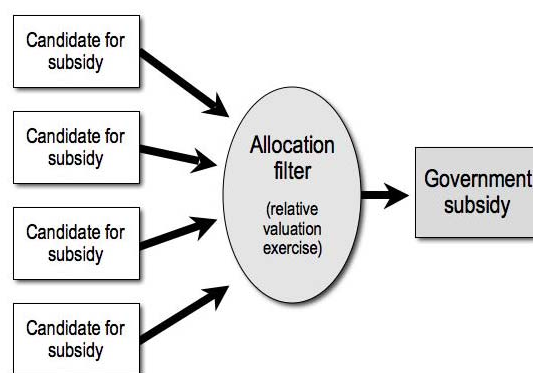 Candidate for
subsidy
Candidate for
subsidy
Candidate for
subsidy
Candidate for
subsidy
Allocation
filter
(relative
valuation
exercise)
Government
subsidy